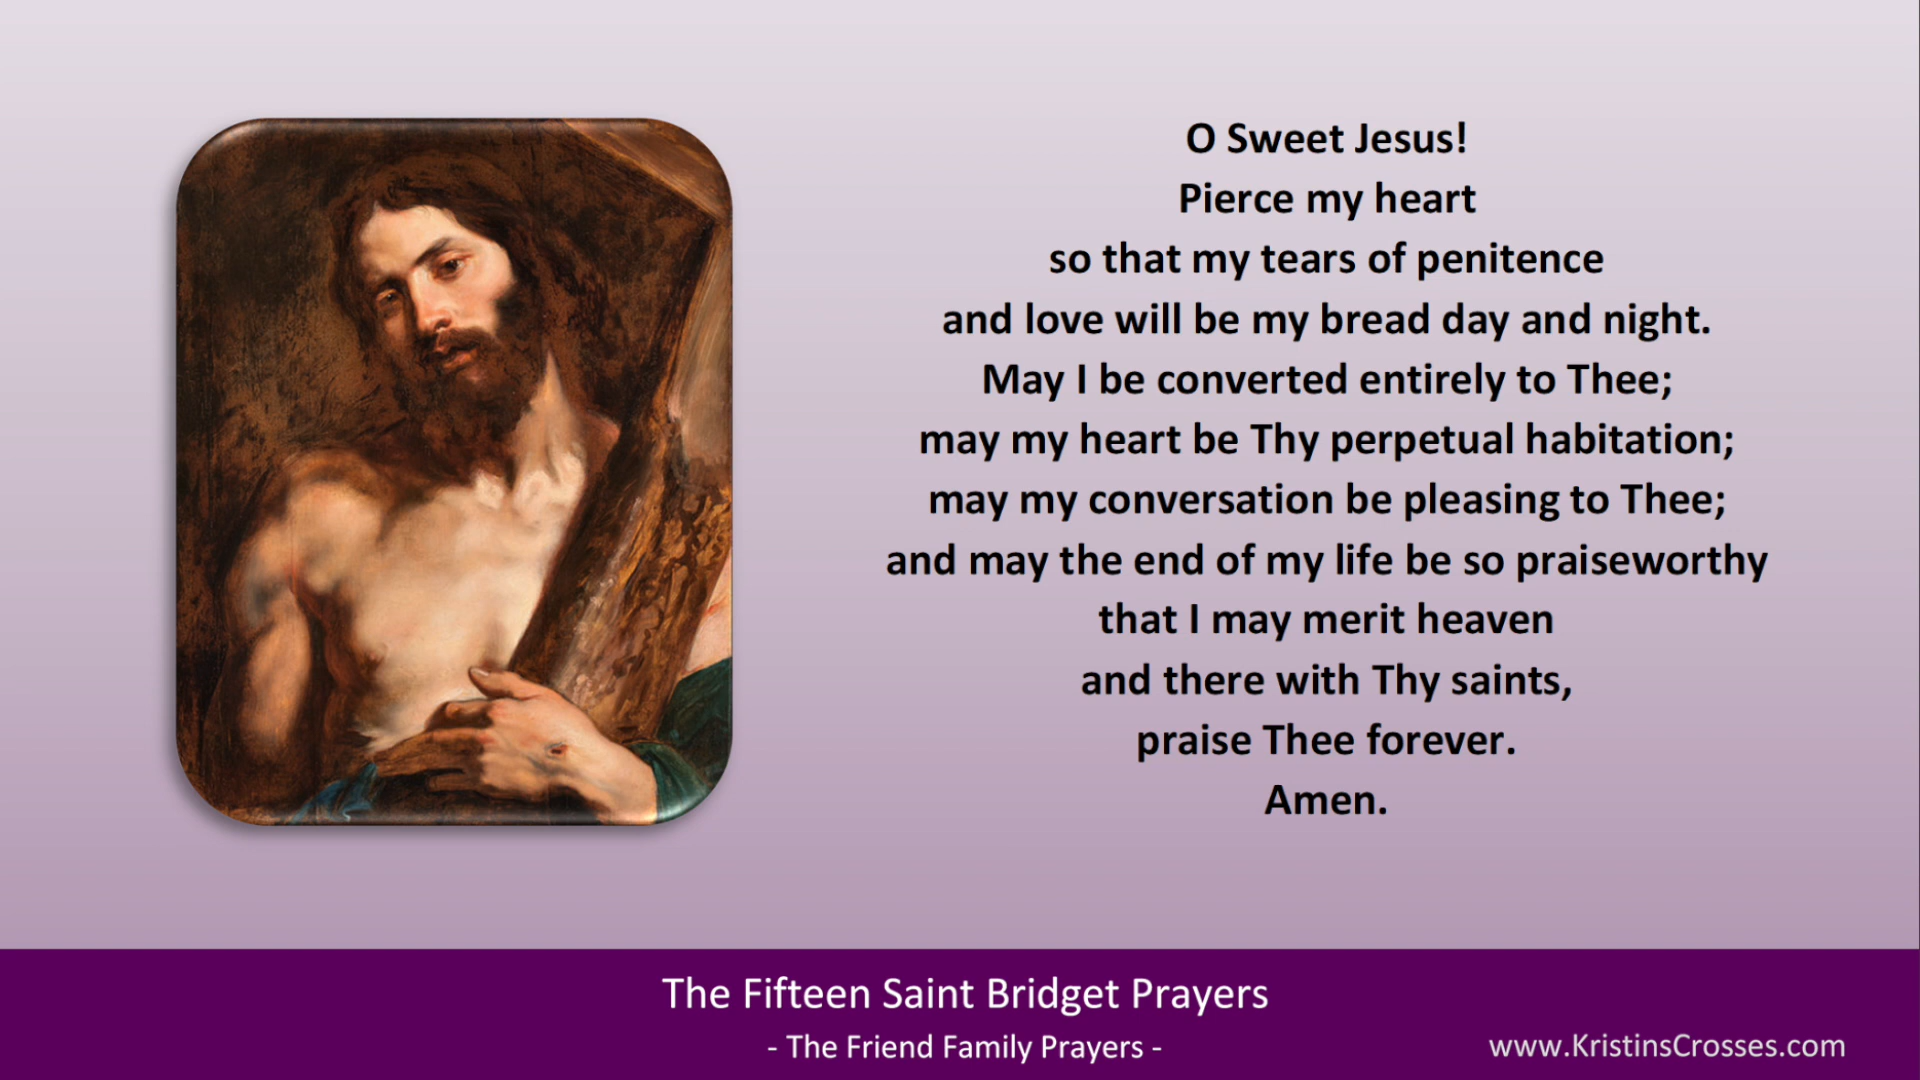 O Sweet Jesus!
Pierce my heart
so that my tears of penitence
and love will be my bread day and night.
May I be converted entirely to Thee;
may my heart be Thy perpetual habitation;
may my conversation be pleasing to Thee;
and may the end of my life be so praiseworthy
that I may merit heaven
and there with Thy saints,
praise Thee forever.
Amen.
The Fifteen Saint Bridget Prayers
- The Friend Family Prayers -
www.KristinsCrosses.com